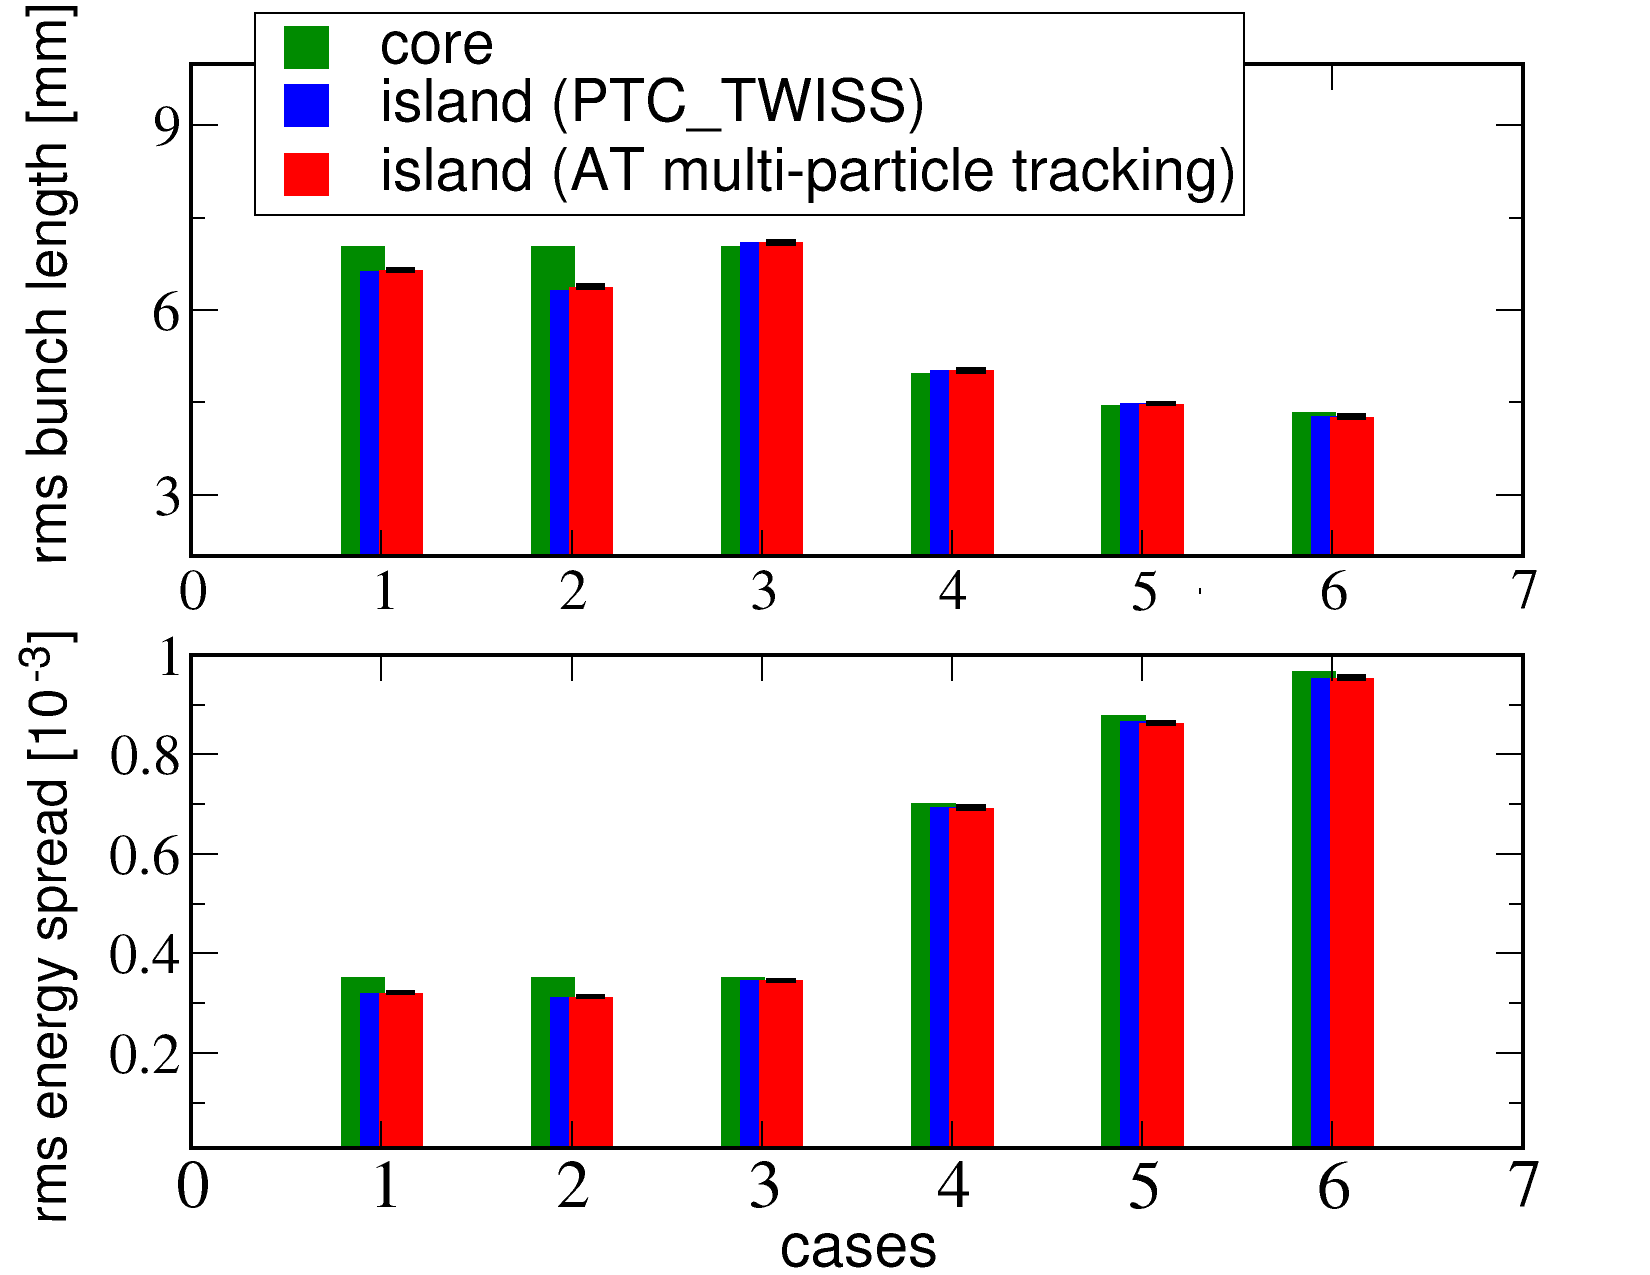 core
island (PTC_TWISS)
island (AT multi-particle tracking)
rms bunch length [mm]
9
6
3
0 1 2 3 4 5 6 7
rms energy spread [10^-3]
1
0.8
0.6
0.4
0.2
0 1 2 3 4 5 6 7
cases